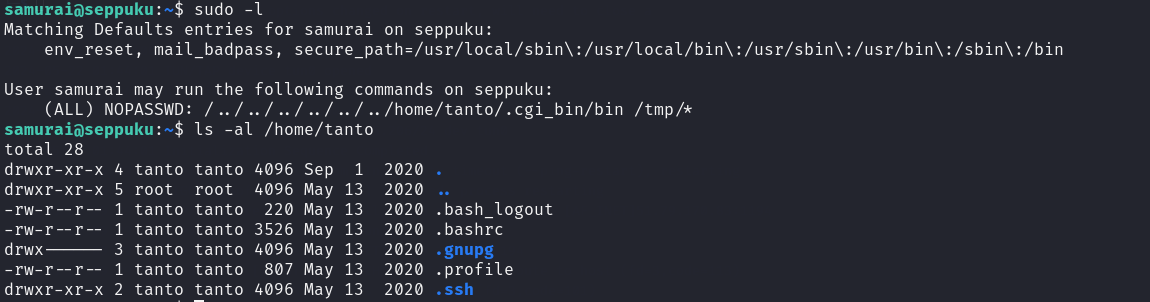 samurai@seppuku:~$ sudo -l
Matching Defaults entries for samurai on seppuku:
    env_reset, mail_badpass, secure_path=/usr/local/sbin\:/usr/local/bin\:/usr/sbin\:/usr/bin\:/sbin\:/bin

User samurai may run the following commands on seppuku:
    (ALL) NOPASSWD: /../../../../../../home/tanto/.cgi_bin/bin /tmp/*
samurai@seppuku:~$ ls -al /home/tanto
total 28
drwxr-xr-x 4 tanto tanto 4096 Sep  1  2020 .
drwxr-xr-x 5 root  root  4096 May 13  2020 ..
-rw-r--r-- 1 tanto tanto  220 May 13  2020 .bash_logout
-rw-r--r-- 1 tanto tanto 3526 May 13  2020 .bashrc
drwx------ 3 tanto tanto 4096 May 13  2020 .gnupg
-rw-r--r-- 1 tanto tanto  807 May 13  2020 .profile
drwxr-xr-x 2 tanto tanto 4096 May 13  2020 .ssh